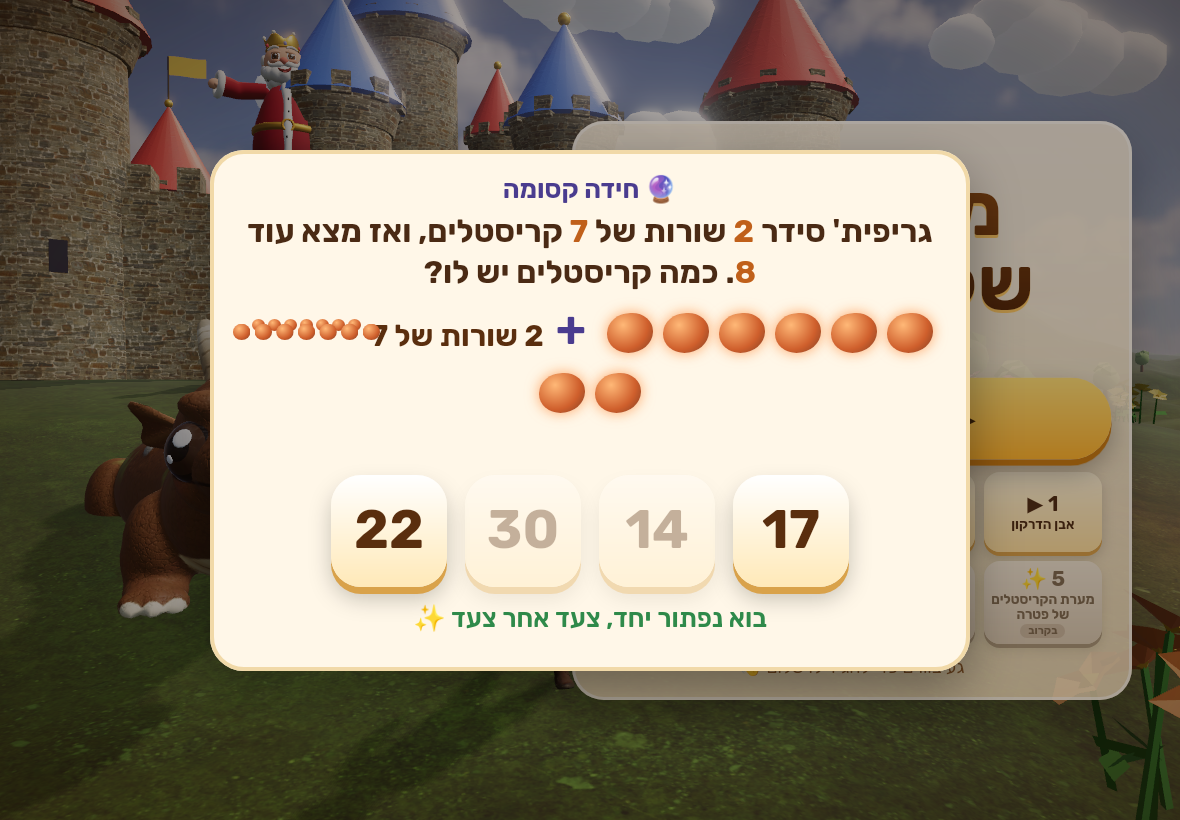 חידה קסומה
גריפית' סידר 2 שורות של 7 קריסטלים, ואז מצא עוד
8. כמה קריסטלים יש לו?
+ 2 שורות של 7
22 30 14 17
בוא נפתור יחד, צעד אחר צעד
1 ▶
אבן הדרקון
5
מערת הקריסטלים
של פטרה
בקרוב